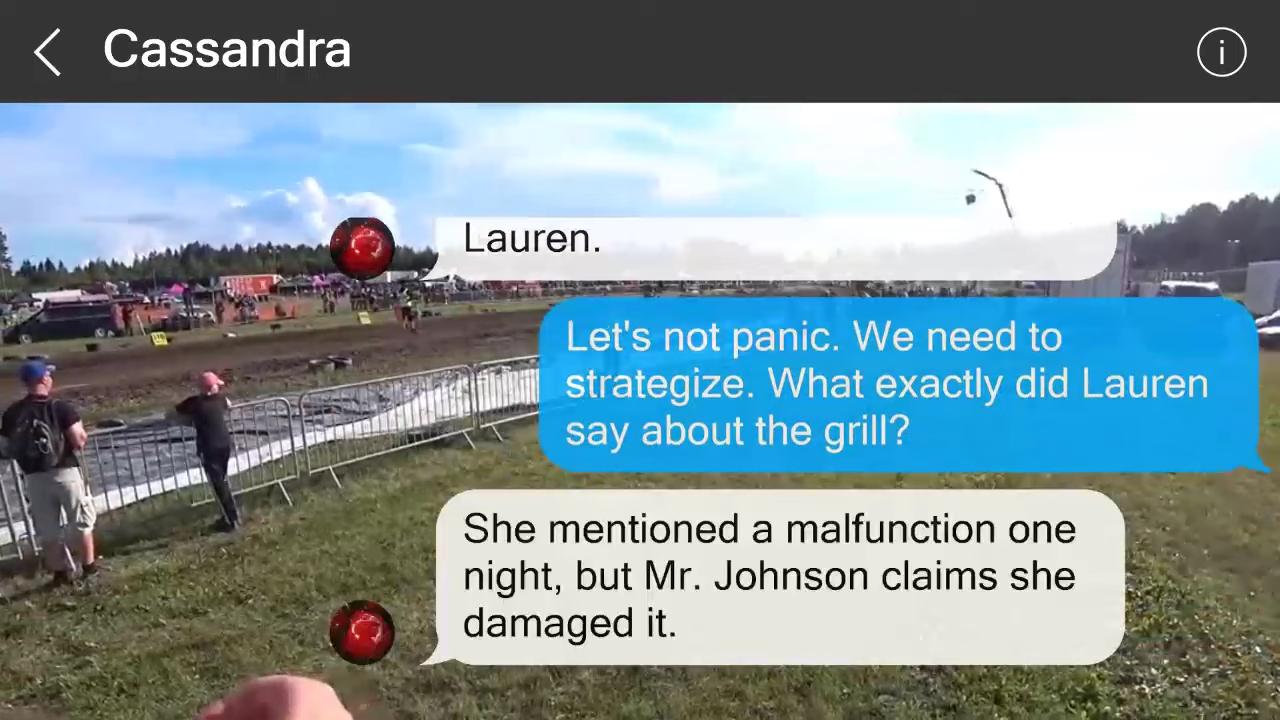 Cassandra
i
Lauren.
Let's not panic. We need to
strategize. What exactly did Lauren
say about the grill?
She mentioned a malfunction one
night, but Mr. Johnson claims she
damaged it.